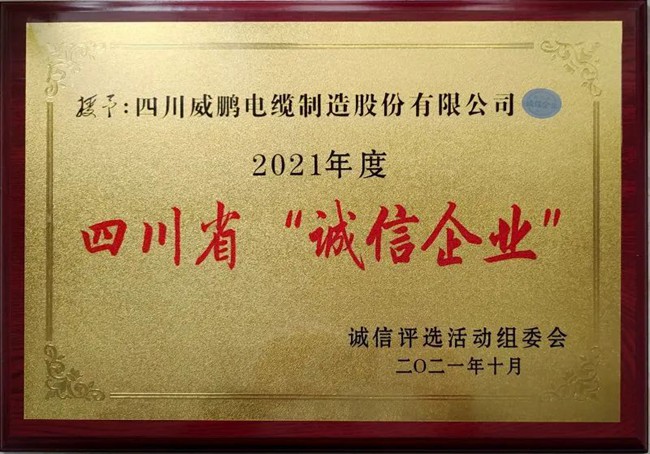 授予:四川威鹏电缆制造股份有限公司
2021年度
四川省“诚信企业”
诚信评选活动组委会
二〇二一年十月